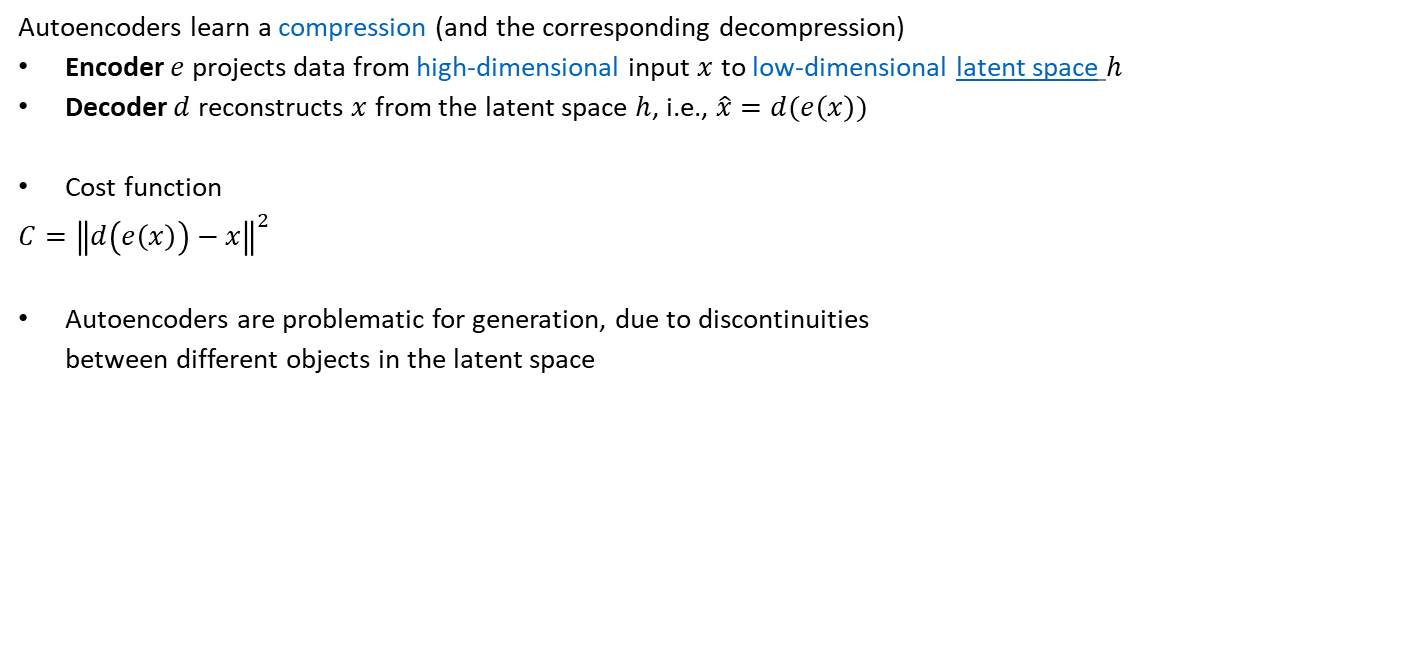 Autoencoders learn a compression (and the corresponding decompression)
• Encoder e projects data from high-dimensional input x to low-dimensional latent space h
• Decoder d reconstructs x from the latent space h, i.e., x̂ = d(e(x))
• Cost function
C = ‖d(e(x)) − x‖²
• Autoencoders are problematic for generation, due to discontinuities
between different objects in the latent space